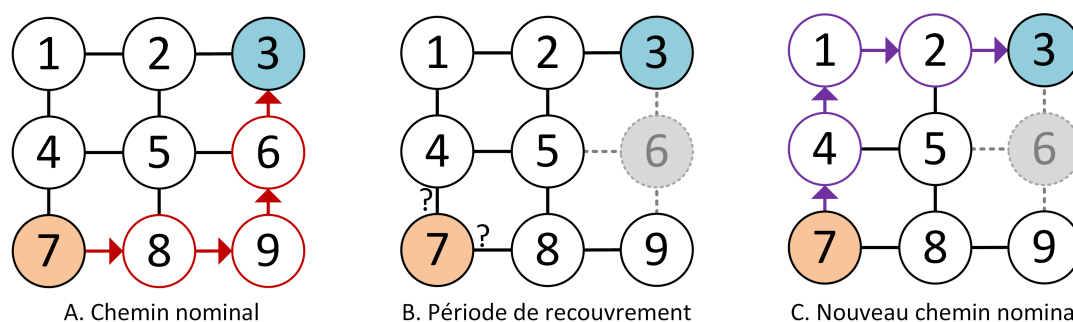 1 2 3
4 5 6
7 8 9
A. Chemin nominal
1 2 3
4 5 6
?
7 ? 8 9
B. Période de recouvrement
1 2 3
4 5 6
7 8 9
C. Nouveau chemin nomina